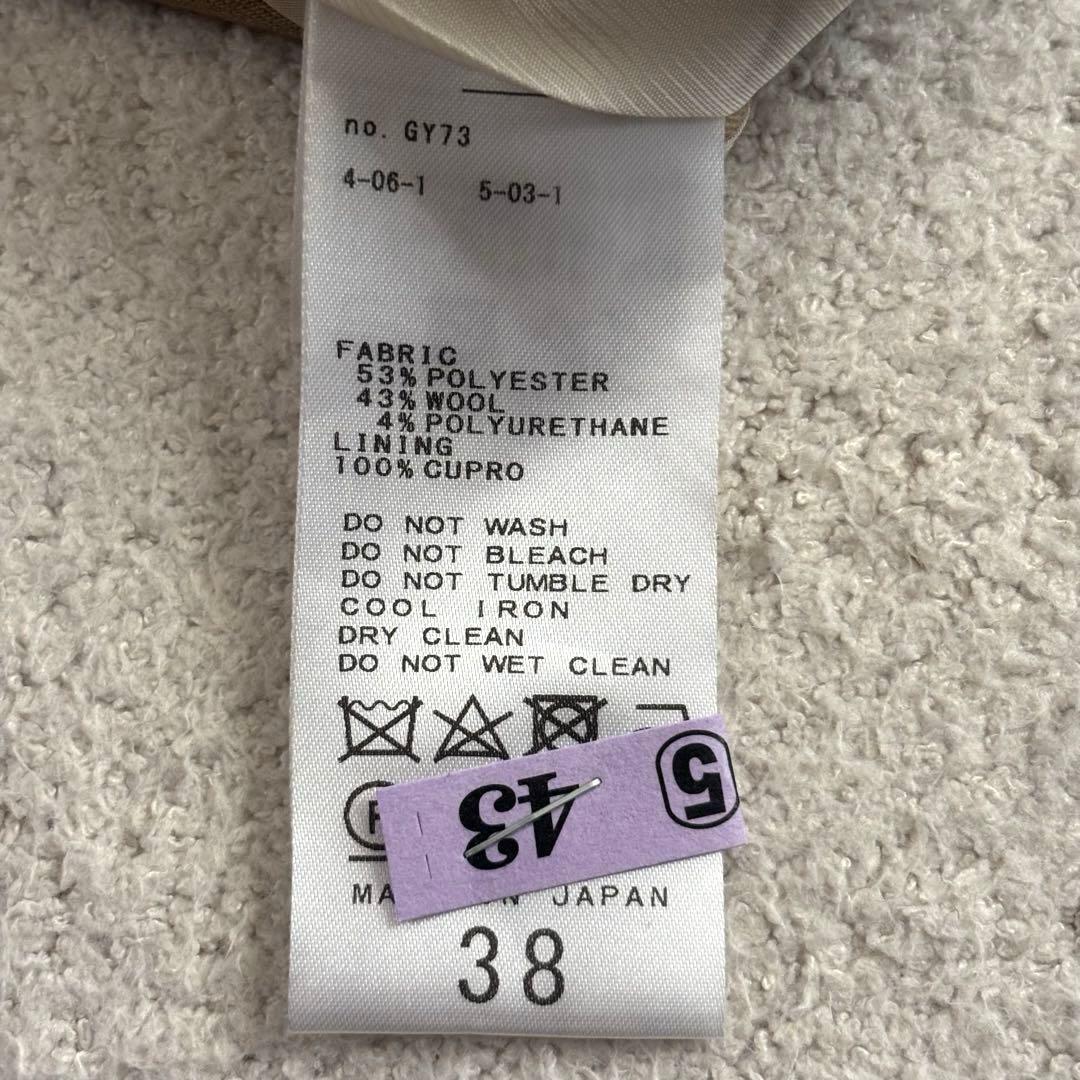 no. GY73
4-06-1 5-03-1
FABRIC
53% POLYESTER
43% WOOL
4% POLYURETHANE
LINING
100% CUPRO
DO NOT WASH
DO NOT BLEACH
DO NOT TUMBLE DRY
COOL IRON
DRY CLEAN
DO NOT WET CLEAN
5
43
JAPAN
38